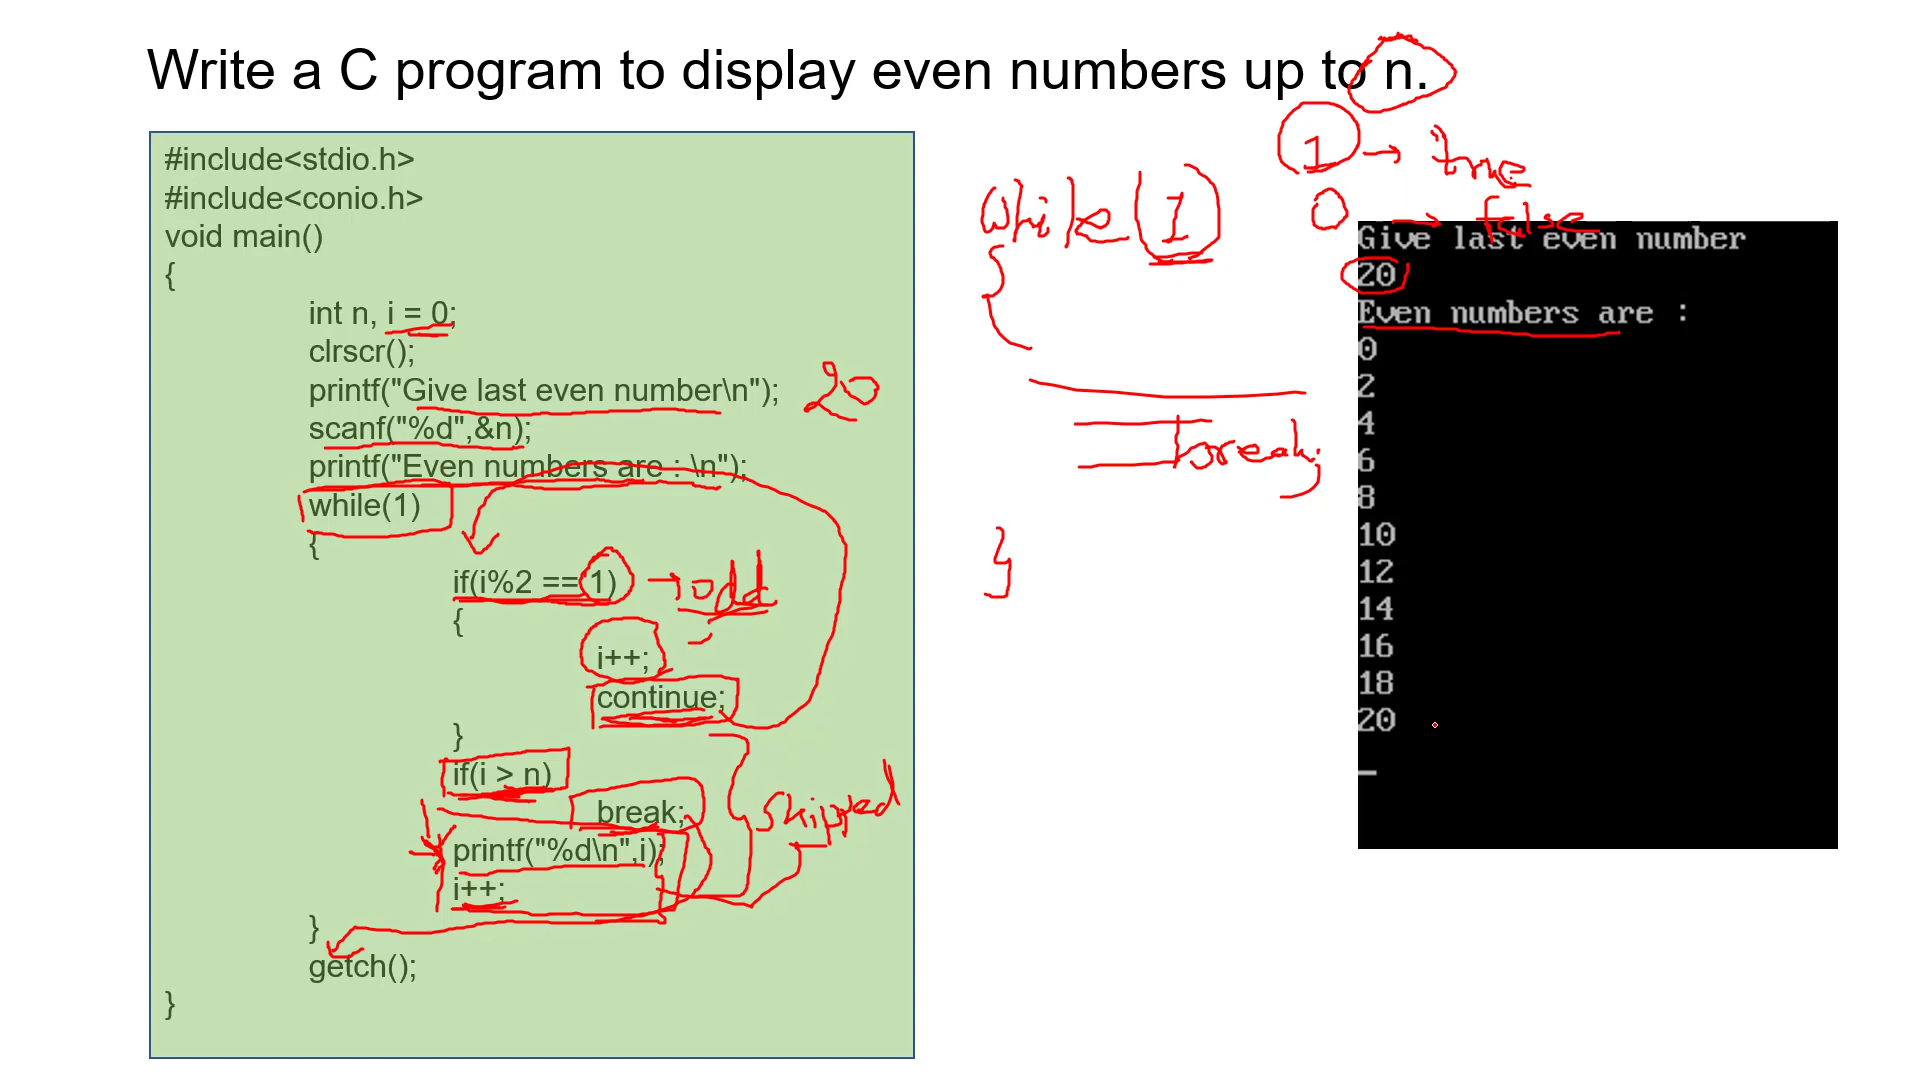 Write a C program to display even numbers up to n.
#include<stdio.h>
#include<conio.h>
void main()
{
int n, i = 0;
clrscr();
printf("Give last even number\n");
20
scanf("%d",&n);
printf("Even numbers are : \n");
while(1)
{
if(i%2 == 1) → odd
{
i++;
continue;
}
if(i > n)
break;
skipped
printf("%d\n",i);
i++;
}
getch();
}
while(1)
{
break;
}
1 → true
0 → false
Give last even number
20
Even numbers are :
0
2
4
6
8
10
12
14
16
18
20